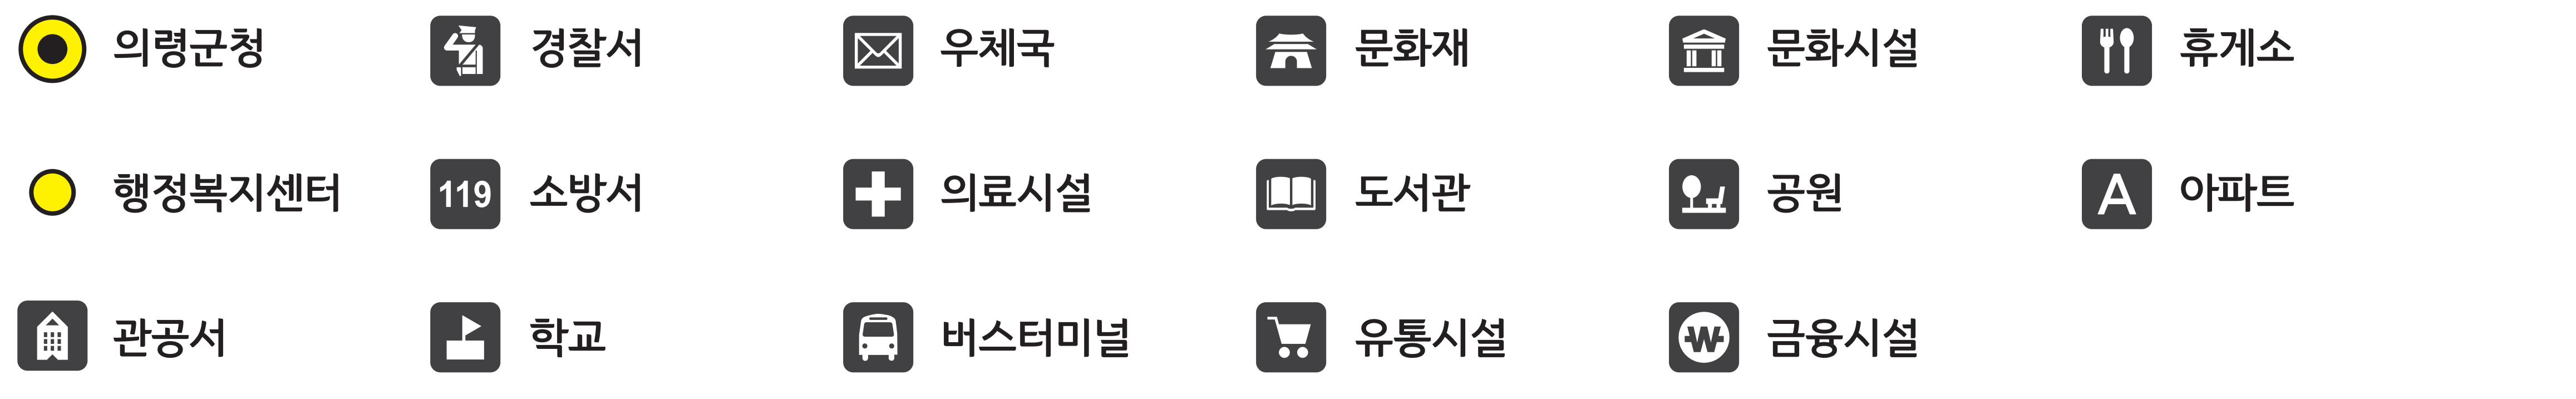 의령군청 경찰서 우체국 문화재 문화시설 휴게소
행정복지센터 119 소방서 의료시설 도서관 공원 A 아파트
관공서 학교 버스터미널 유통시설 ₩ 금융시설